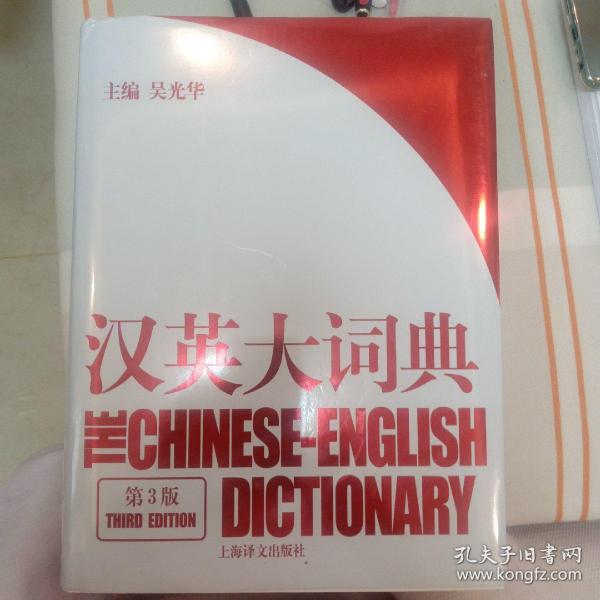 主编 吴光华
汉英大词典
THE CHINESE-ENGLISH
DICTIONARY
第3版
THIRD EDITION
上海译文出版社
孔夫子旧书网
www.kongfz.com